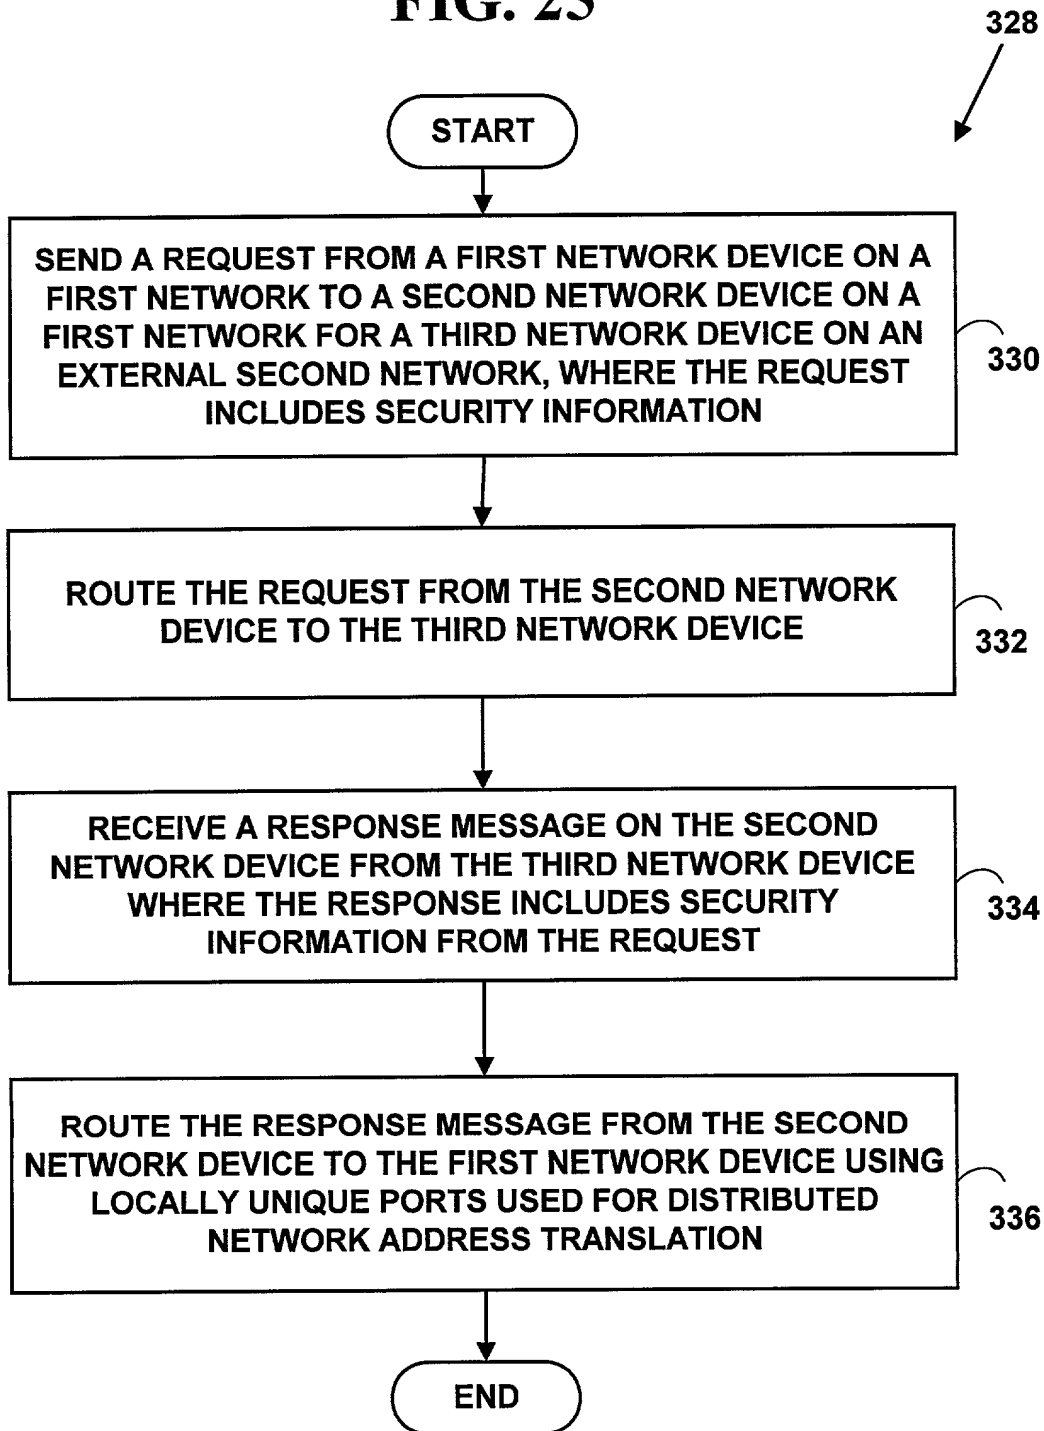 FIG. 23
328
START
SEND A REQUEST FROM A FIRST NETWORK DEVICE ON A
FIRST NETWORK TO A SECOND NETWORK DEVICE ON A
FIRST NETWORK FOR A THIRD NETWORK DEVICE ON AN
EXTERNAL SECOND NETWORK, WHERE THE REQUEST
INCLUDES SECURITY INFORMATION
330
ROUTE THE REQUEST FROM THE SECOND NETWORK
DEVICE TO THE THIRD NETWORK DEVICE
332
RECEIVE A RESPONSE MESSAGE ON THE SECOND
NETWORK DEVICE FROM THE THIRD NETWORK DEVICE
WHERE THE RESPONSE INCLUDES SECURITY
INFORMATION FROM THE REQUEST
334
ROUTE THE RESPONSE MESSAGE FROM THE SECOND
NETWORK DEVICE TO THE FIRST NETWORK DEVICE USING
LOCALLY UNIQUE PORTS USED FOR DISTRIBUTED
NETWORK ADDRESS TRANSLATION
336
END